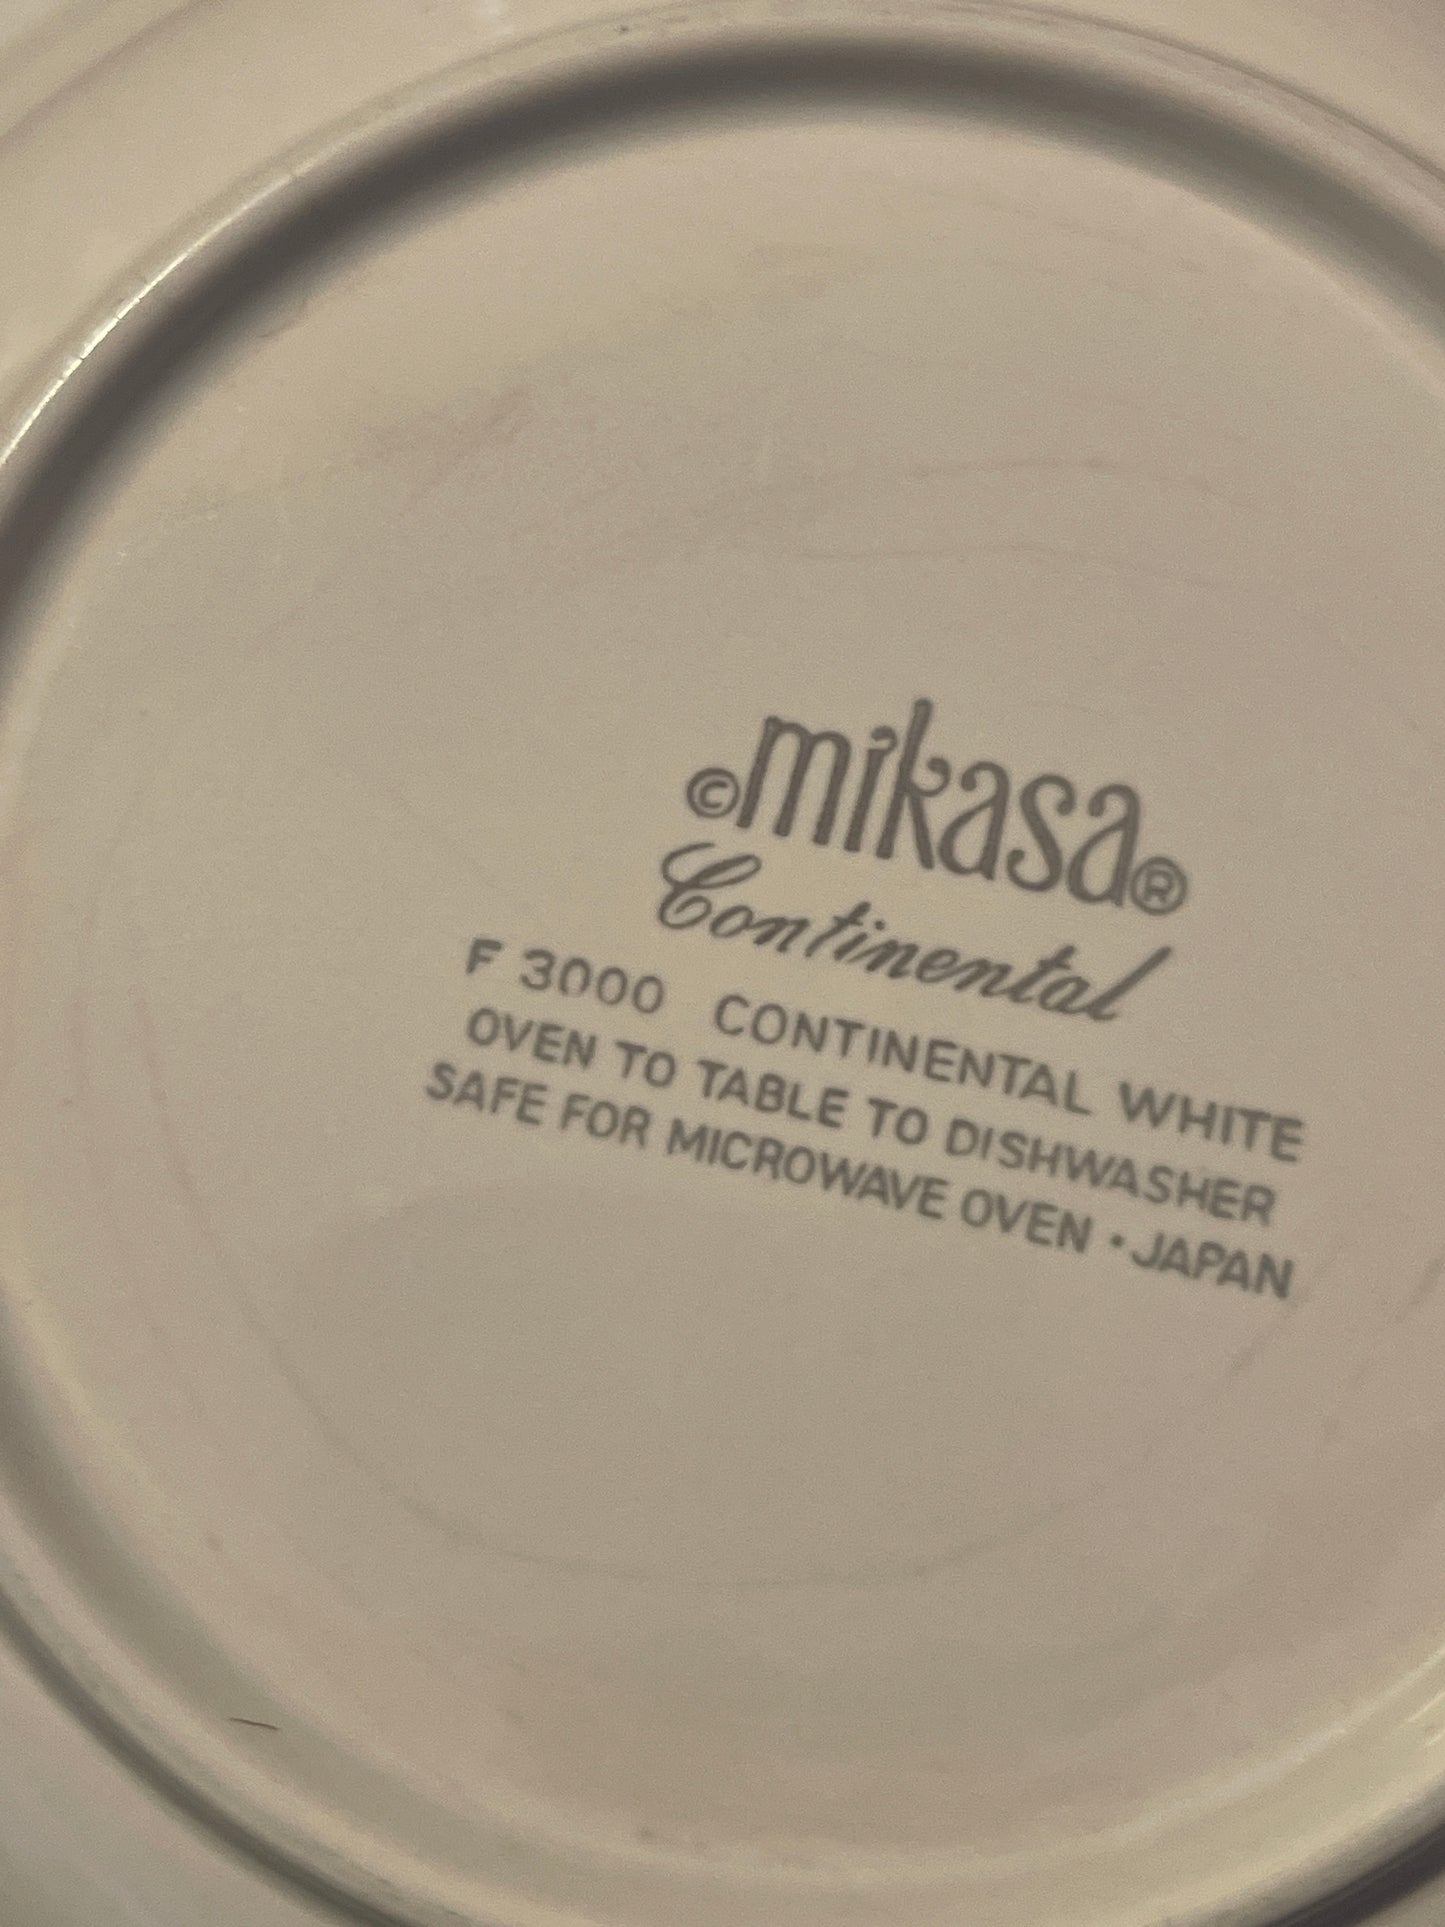 ©mikasa®
Continental
F 3000 CONTINENTAL WHITE
OVEN TO TABLE TO DISHWASHER
SAFE FOR MICROWAVE OVEN · JAPAN